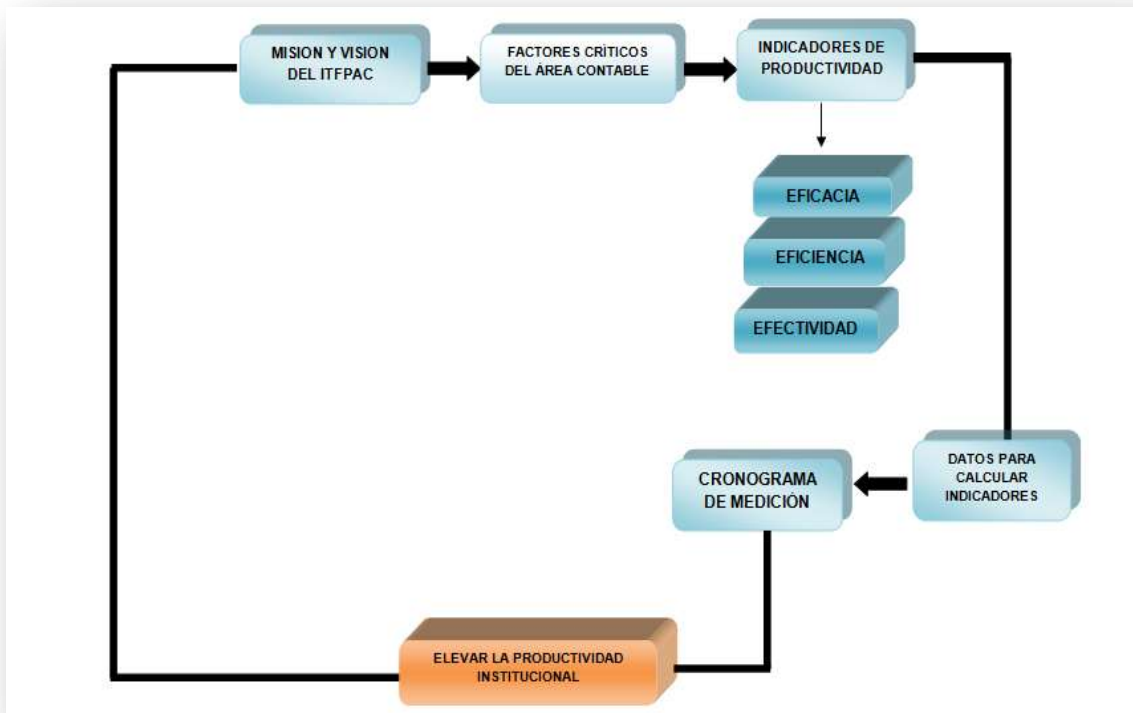 MISION Y VISION
DEL ITFPAC
FACTORES CRÍTICOS
DEL ÁREA CONTABLE
INDICADORES DE
PRODUCTIVIDAD
EFICACIA
EFICIENCIA
EFECTIVIDAD
DATOS PARA
CALCULAR
INDICADORES
CRONOGRAMA
DE MEDICIÓN
ELEVAR LA PRODUCTIVIDAD
INSTITUCIONAL